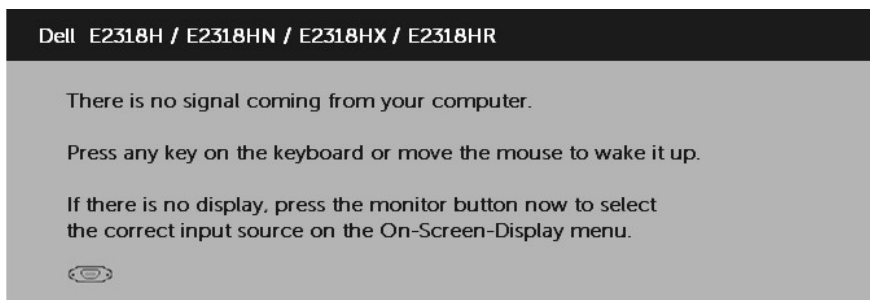 Dell E2318H / E2318HN / E2318HX / E2318HR
There is no signal coming from your computer.
Press any key on the keyboard or move the mouse to wake it up.
If there is no display, press the monitor button now to select
the correct input source on the On-Screen-Display menu.